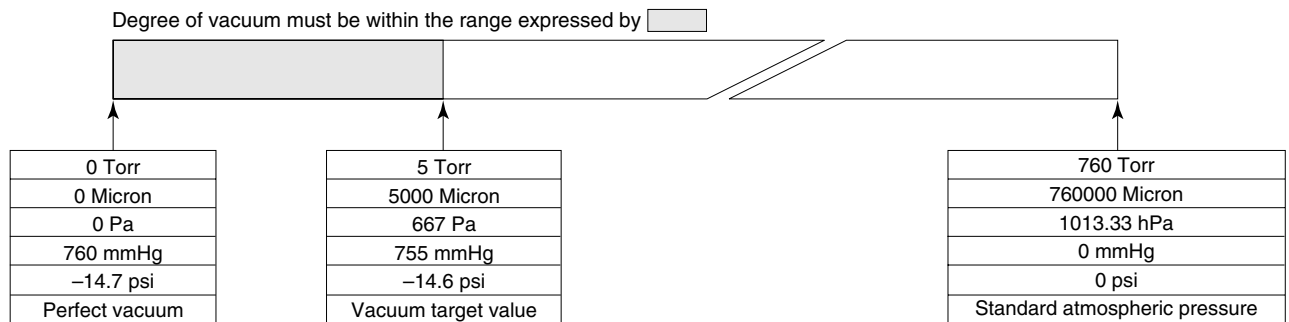 Degree of vacuum must be within the range expressed by
0 Torr
0 Micron
0 Pa
760 mmHg
–14.7 psi
Perfect vacuum
5 Torr
5000 Micron
667 Pa
755 mmHg
–14.6 psi
Vacuum target value
760 Torr
760000 Micron
1013.33 hPa
0 mmHg
0 psi
Standard atmospheric pressure